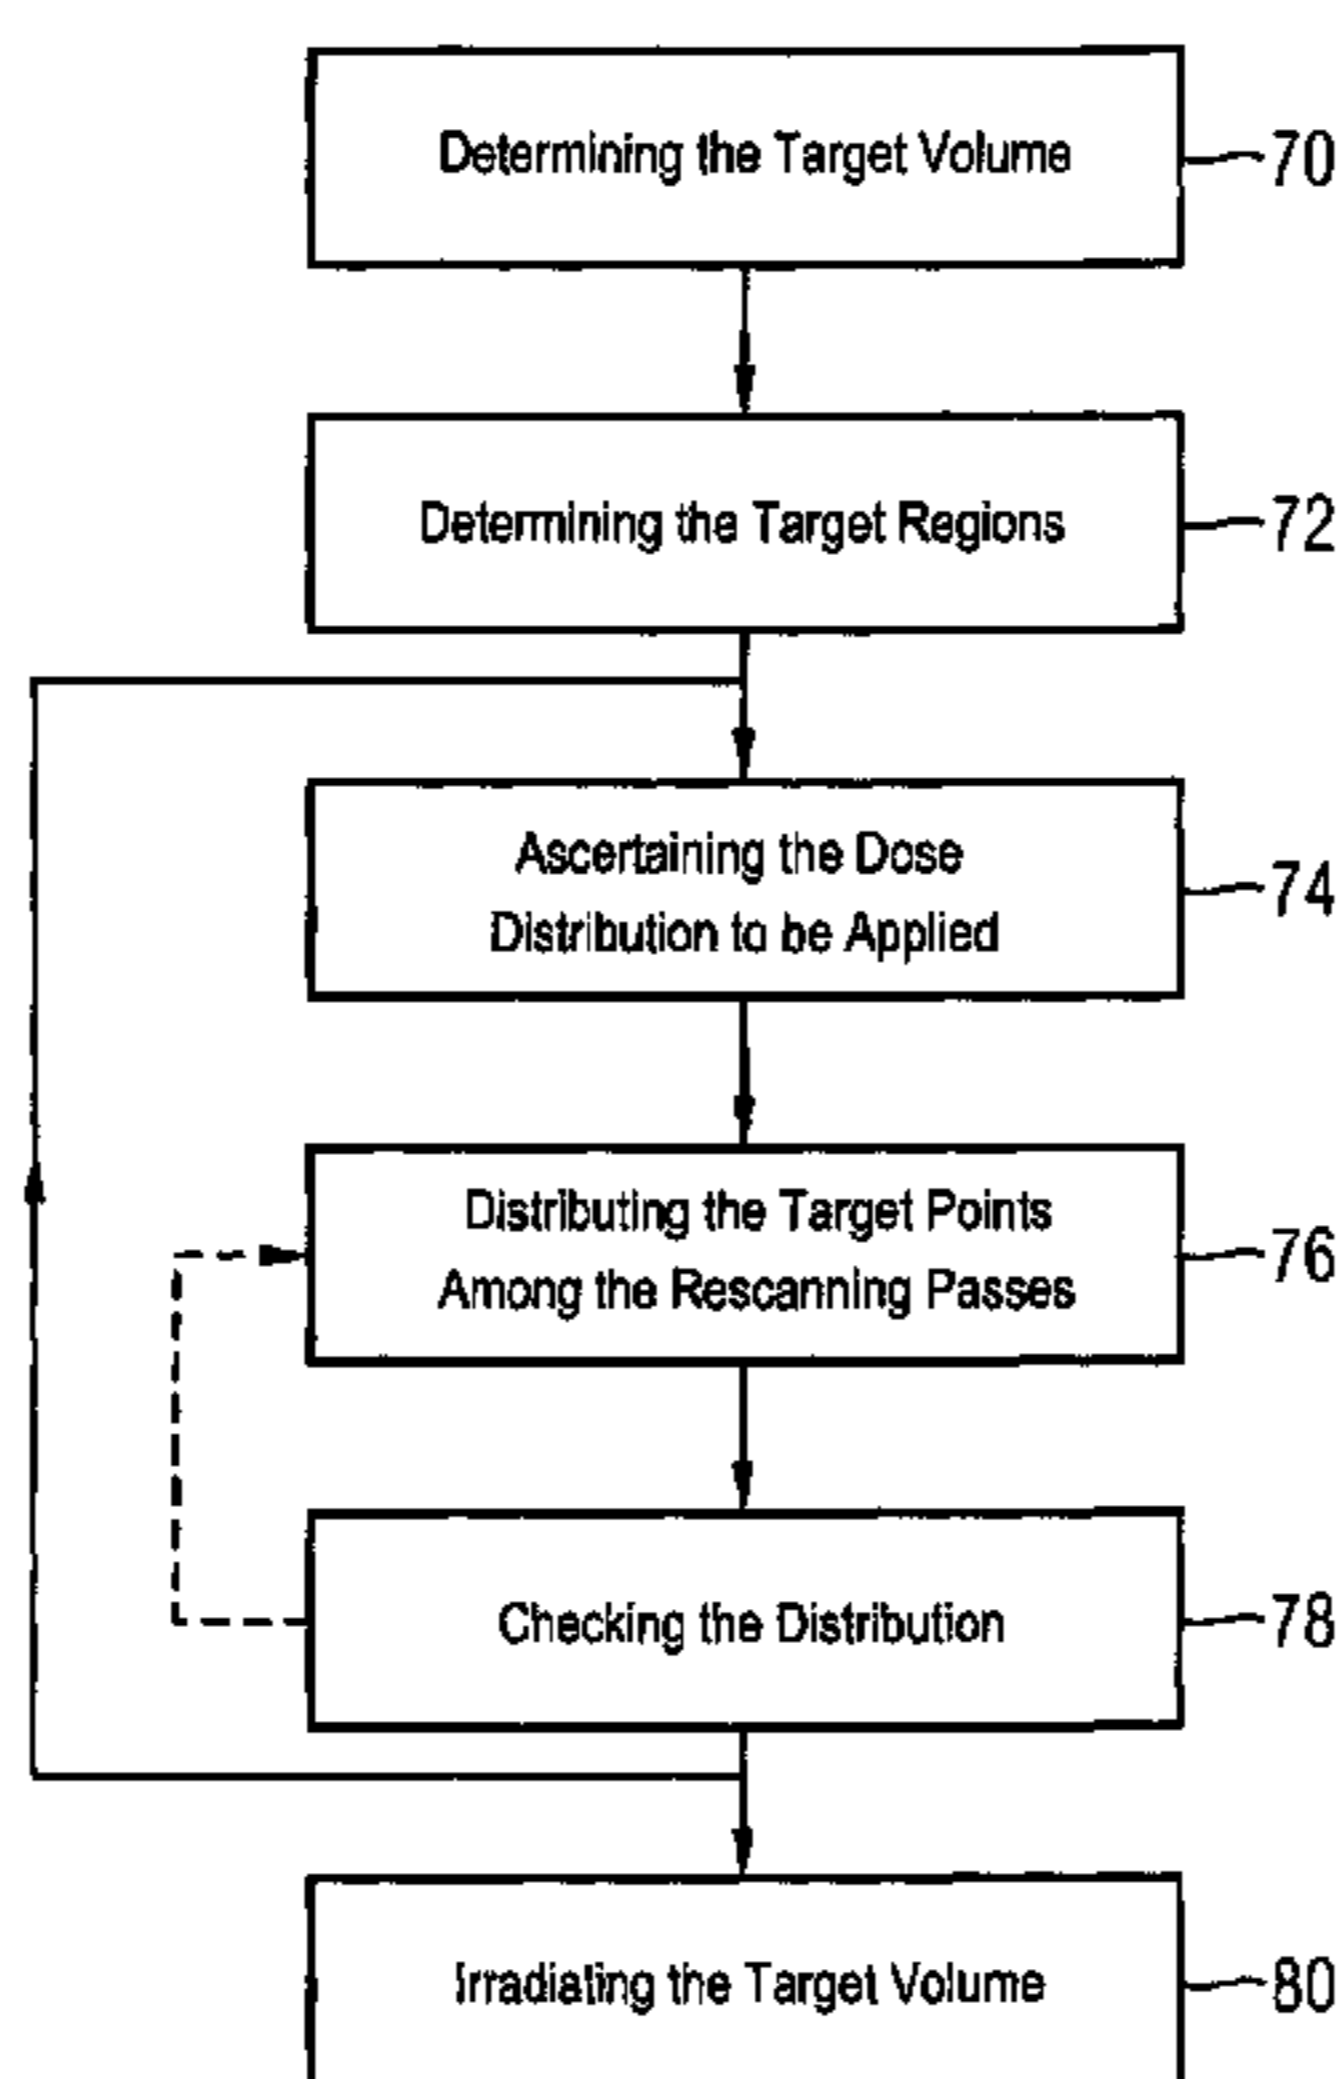 Determining the Target Volume
70
Determining the Target Regions
72
Ascertaining the Dose
Distribution to be Applied
74
Distributing the Target Points
Among the Rescanning Passes
76
Checking the Distribution
78
Irradiating the Target Volume
80